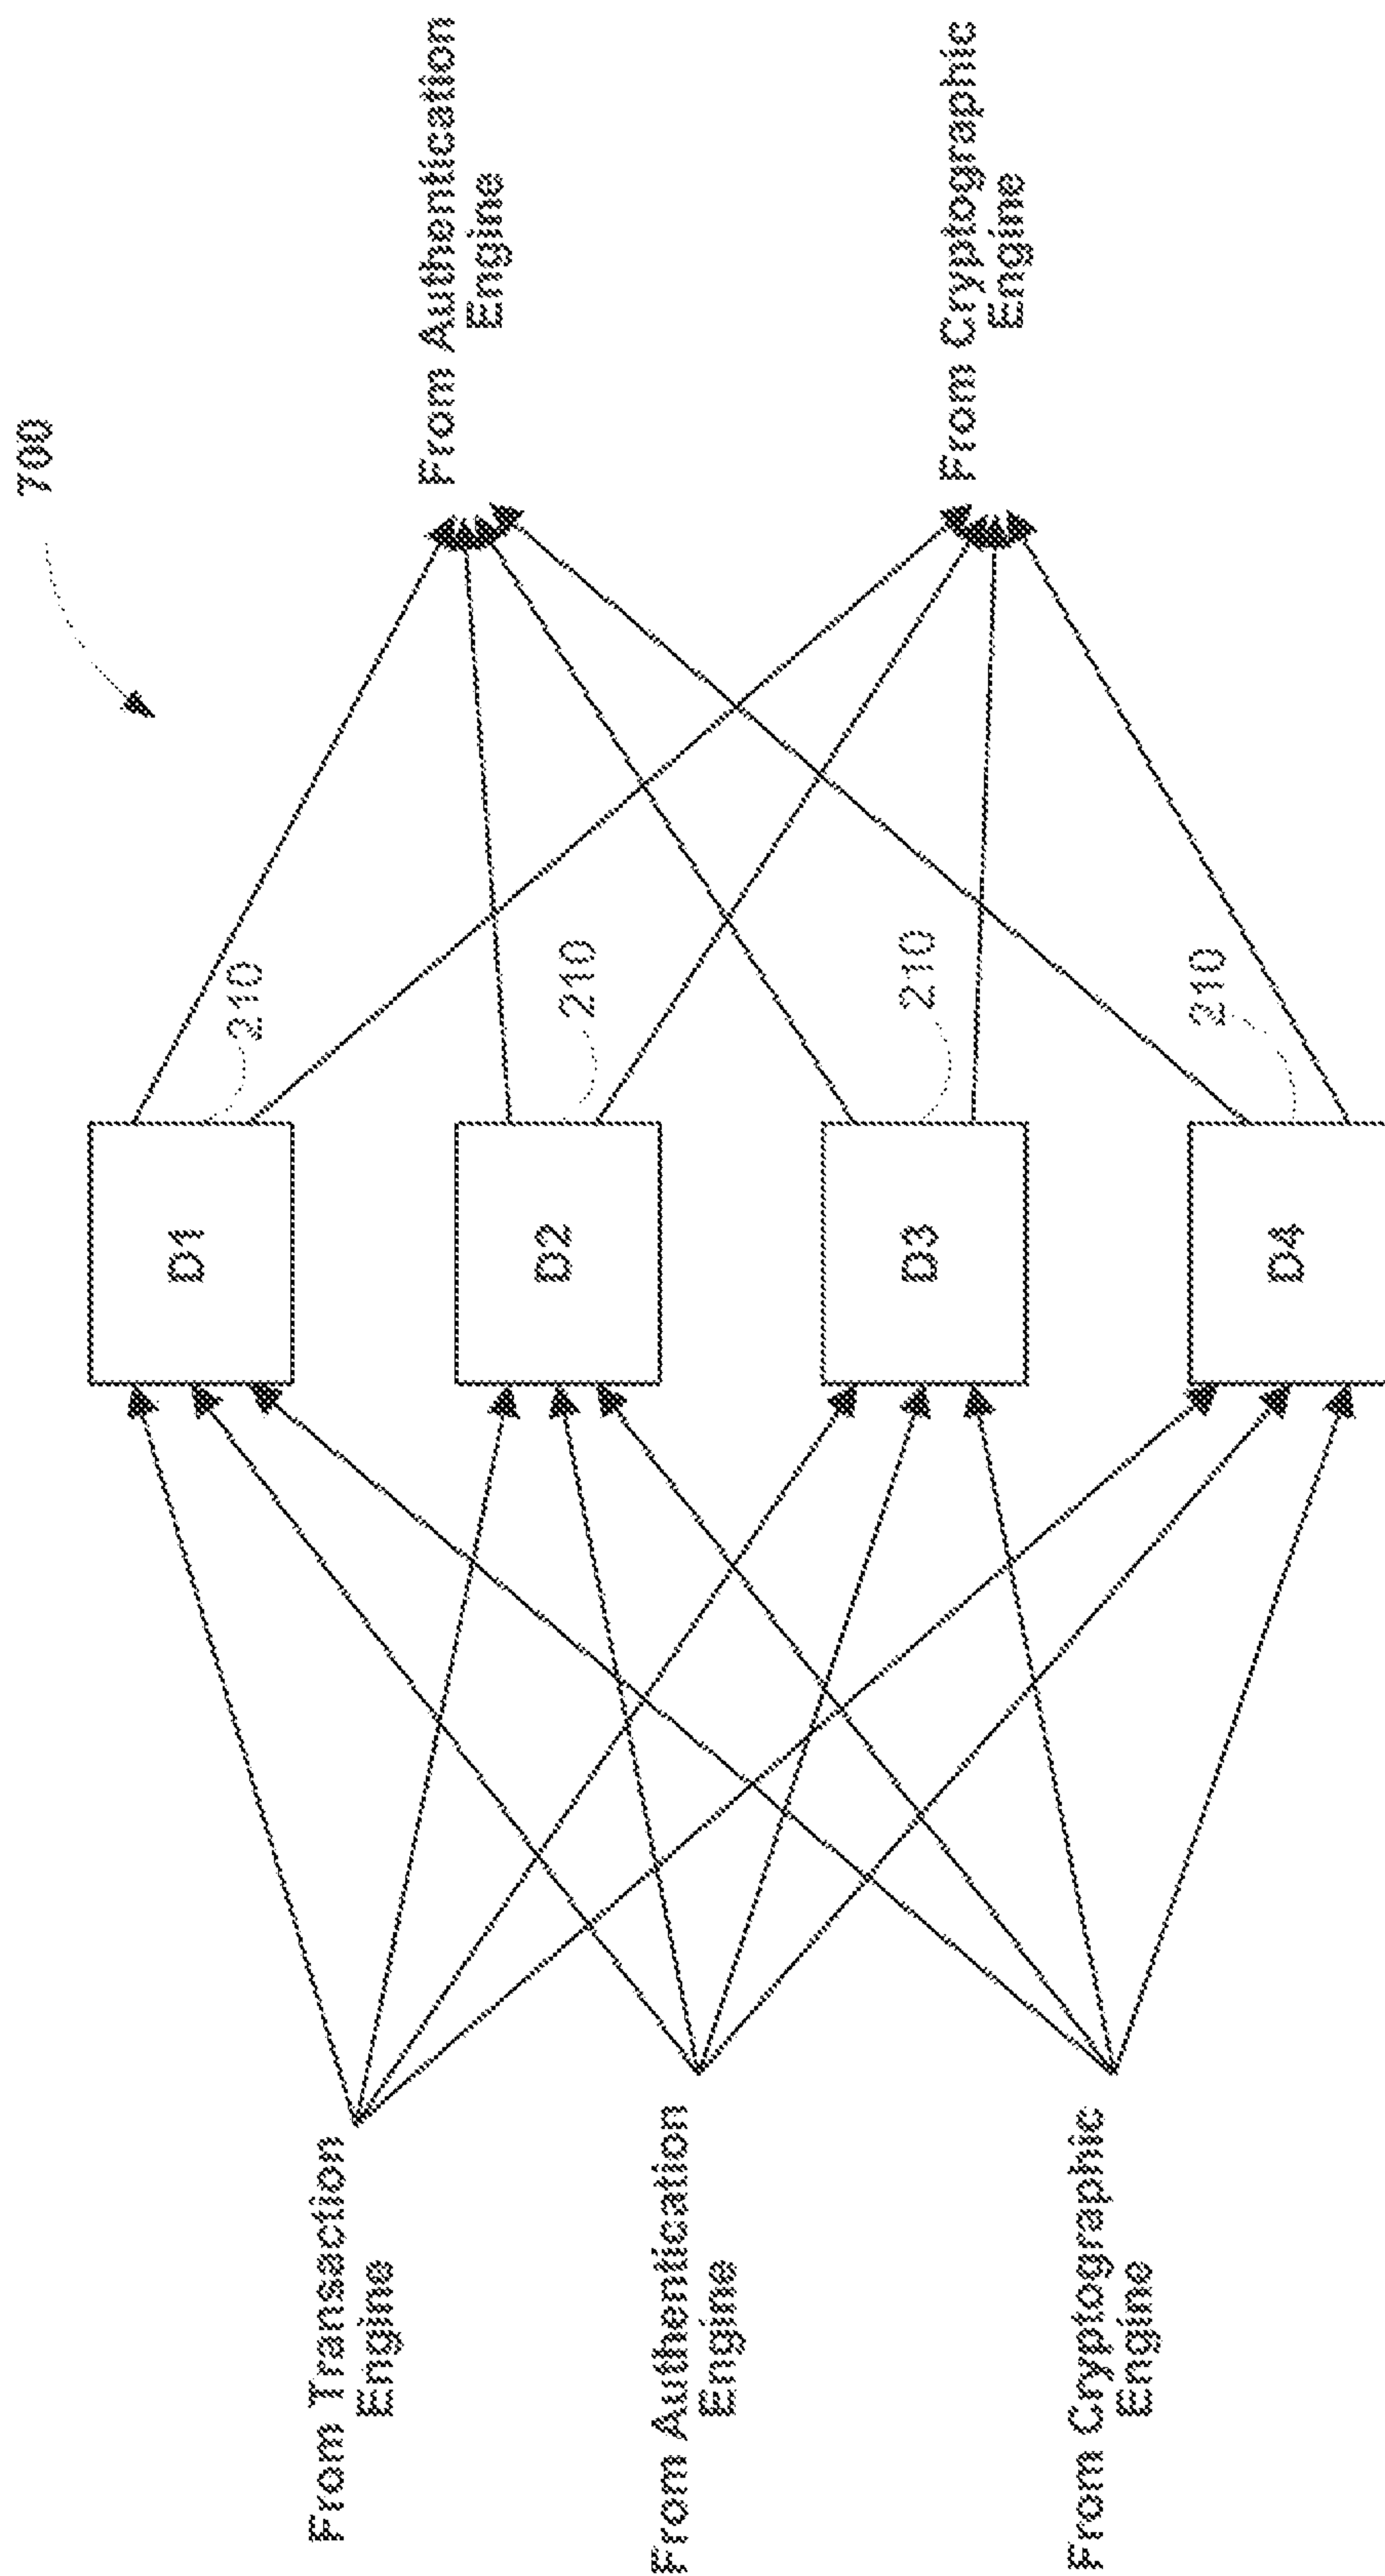 700
From Transaction
Engine
From Authentication
Engine
From Cryptographic
Engine
D1
210
D2
210
D3
210
D4
210
From Authentication
Engine
From Cryptographic
Engine